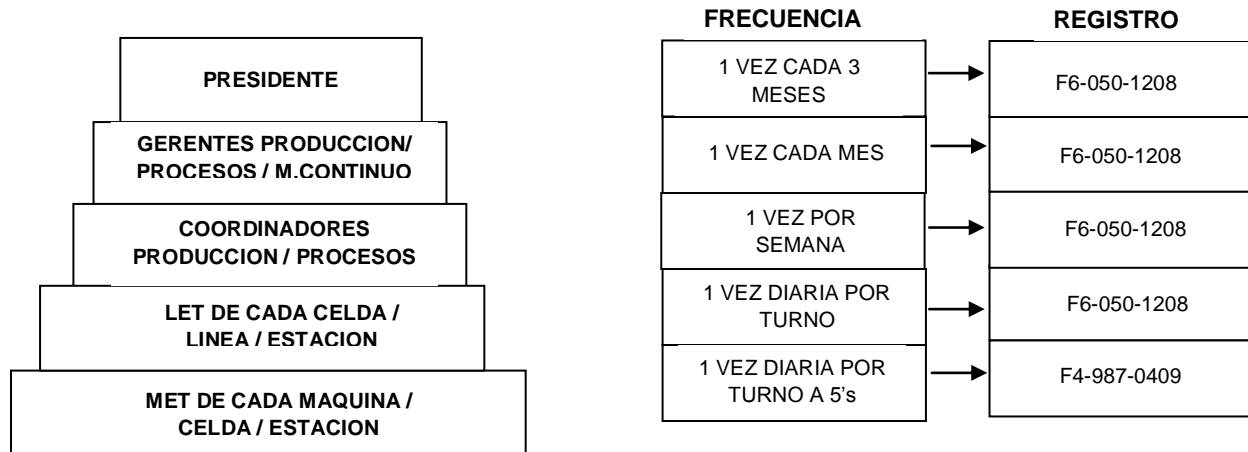 FRECUENCIA
REGISTRO
PRESIDENTE
1 VEZ CADA 3
MESES
F6-050-1208
GERENTES PRODUCCION/
PROCESOS / M.CONTINUO
1 VEZ CADA MES
F6-050-1208
COORDINADORES
PRODUCCION / PROCESOS
1 VEZ POR
SEMANA
F6-050-1208
LET DE CADA CELDA /
LINEA / ESTACION
1 VEZ DIARIA POR
TURNO
F6-050-1208
MET DE CADA MAQUINA /
CELDA / ESTACION
1 VEZ DIARIA POR
TURNO A 5's
F4-987-0409